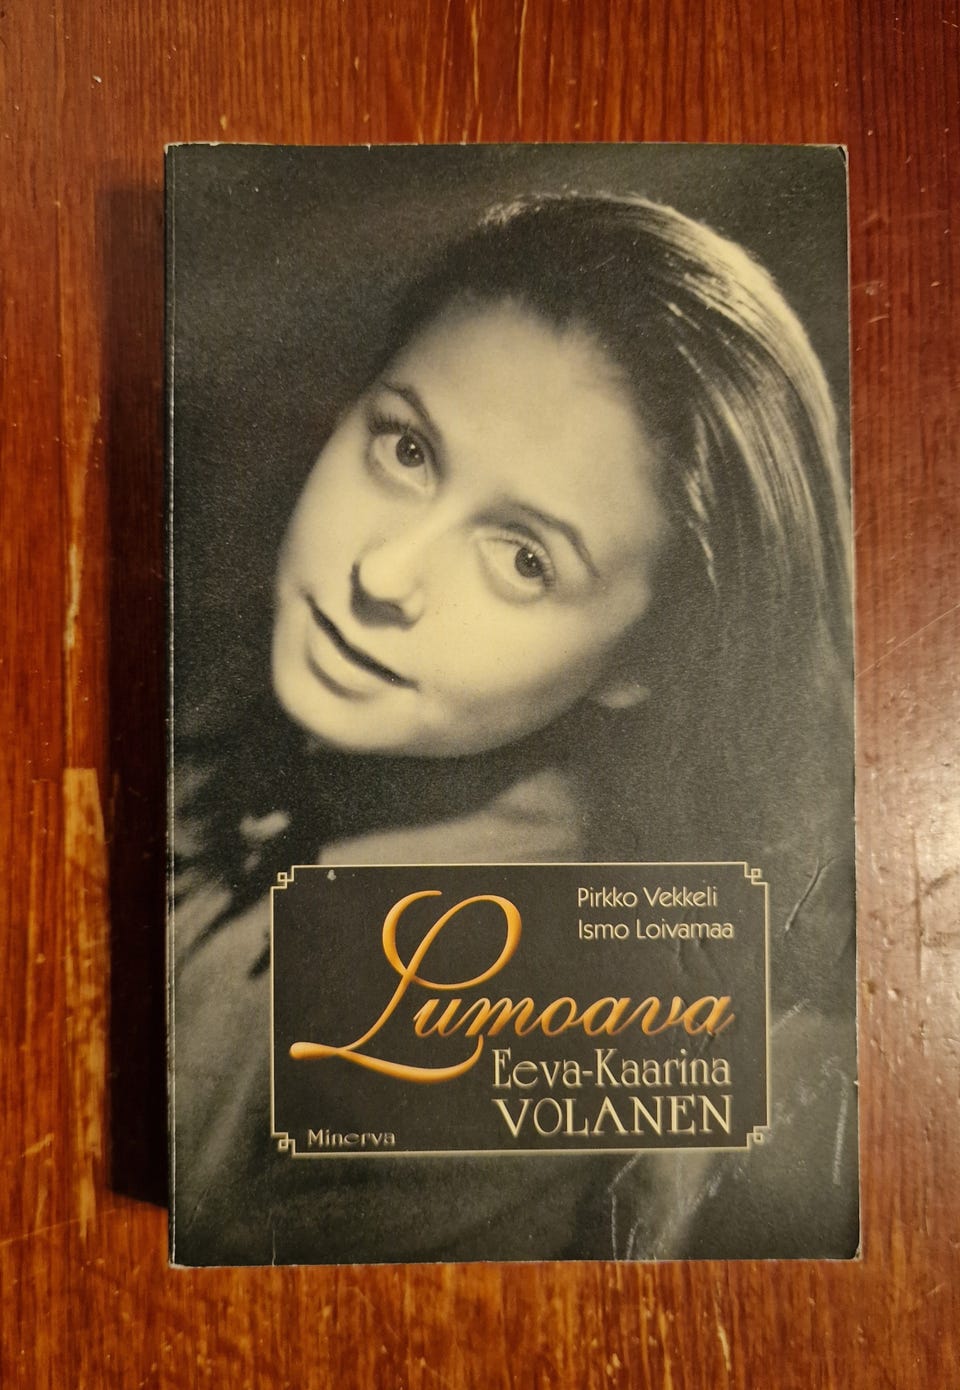 Pirkko Vekkeli
Ismo Loivamaa
Lumoava
Eeva-Kaarina
VOLANEN
Minerva